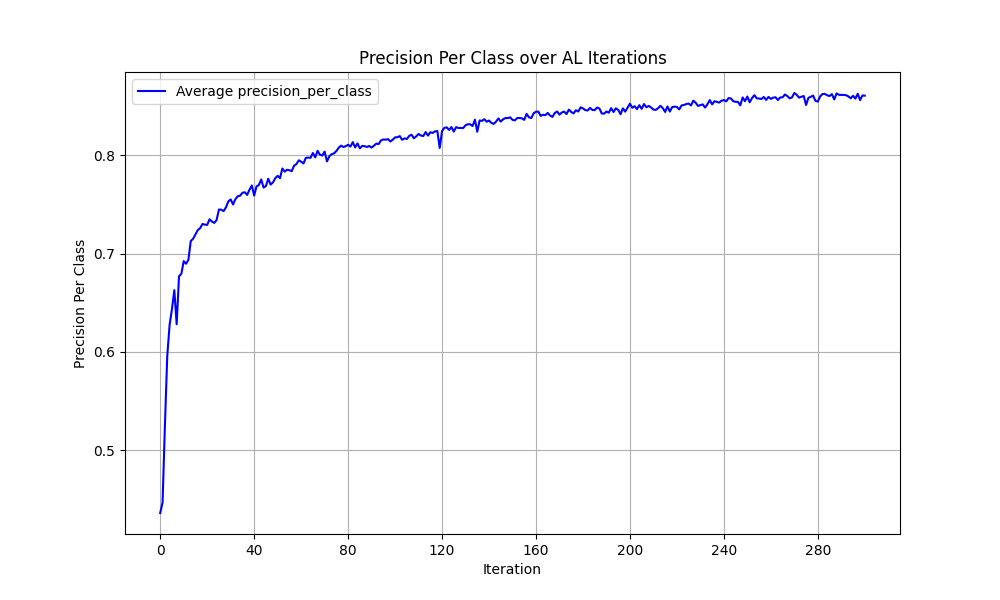 Precision Per Class over AL Iterations
Average precision_per_class
Precision Per Class
0.8
0.7
0.6
0.5
0 40 80 120 160 200 240 280
Iteration